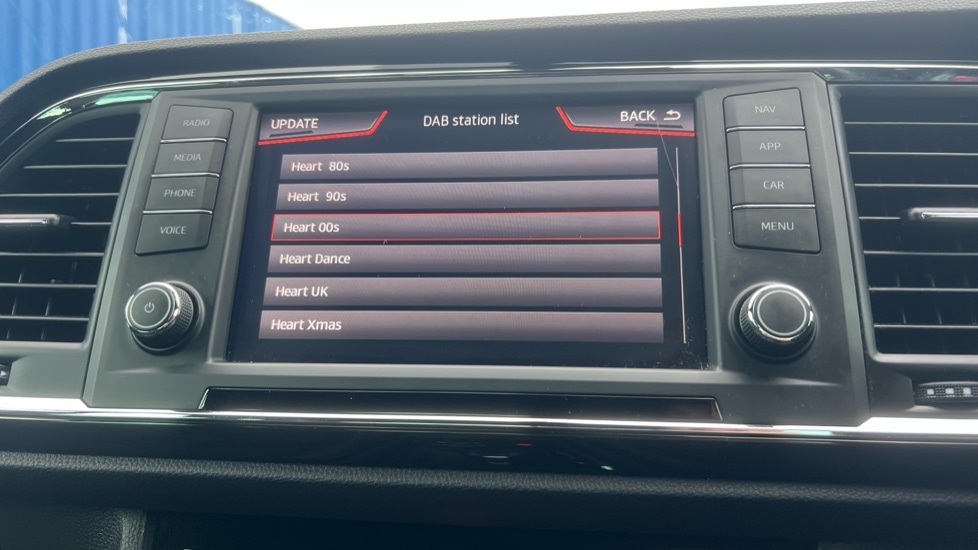 RADIO
MEDIA
PHONE
VOICE
UPDATE
DAB station list
BACK
Heart 80s
Heart 90s
Heart 00s
Heart Dance
Heart UK
Heart Xmas
NAV
APP
CAR
MENU